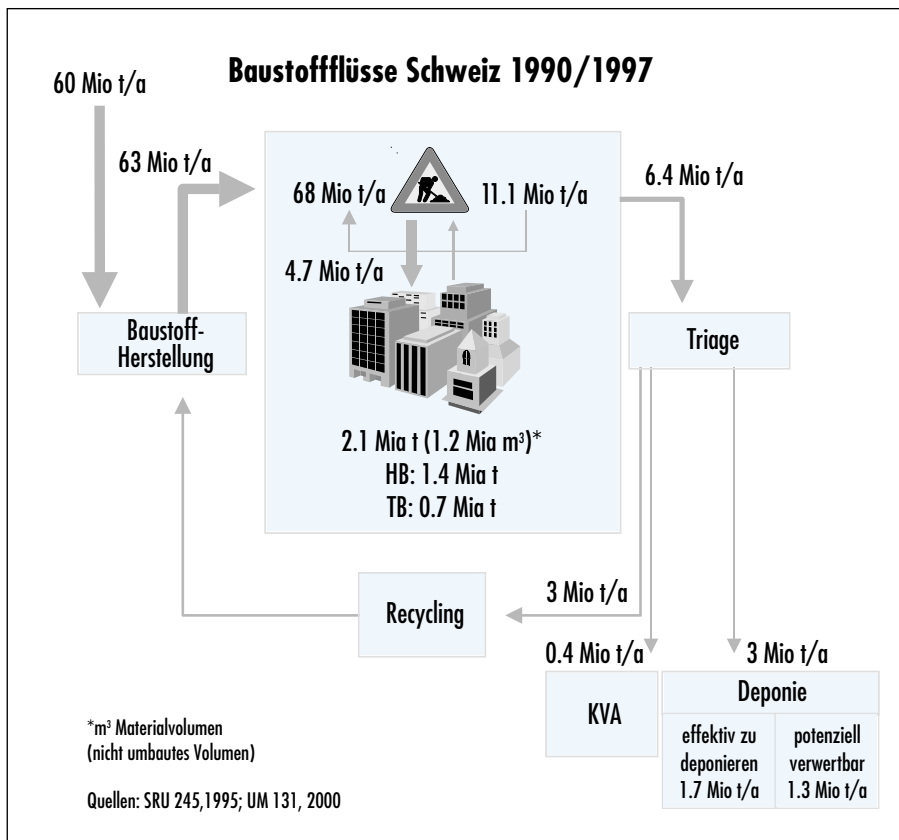 Baustoffflüsse Schweiz 1990/1997
60 Mio t/a
63 Mio t/a
68 Mio t/a
11.1 Mio t/a
6.4 Mio t/a
4.7 Mio t/a
Baustoff-
Herstellung
Triage
2.1 Mia t (1.2 Mia m³)*
HB: 1.4 Mia t
TB: 0.7 Mia t
Recycling
3 Mio t/a
0.4 Mio t/a
3 Mio t/a
KVA
Deponie
effektiv zu
deponieren
1.7 Mio t/a
potenziell
verwertbar
1.3 Mio t/a
*m³ Materialvolumen
(nicht umbautes Volumen)
Quellen: SRU 245,1995; UM 131, 2000